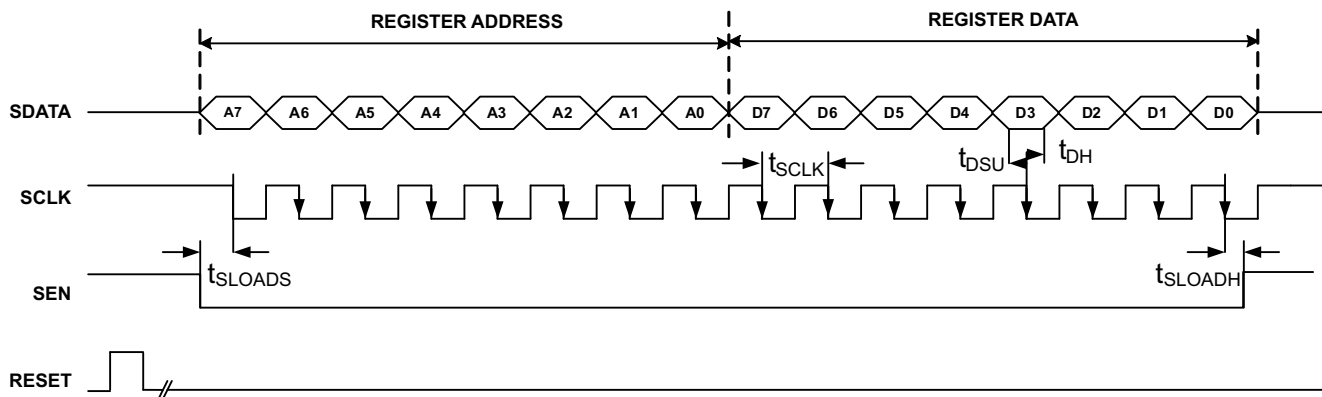 REGISTER ADDRESS REGISTER DATA
SDATA A7 A6 A5 A4 A3 A2 A1 A0 D7 D6 D5 D4 D3 D2 D1 D0
tSCLK tDSU tDH
SCLK
tSLOADS tSLOADH
SEN
RESET